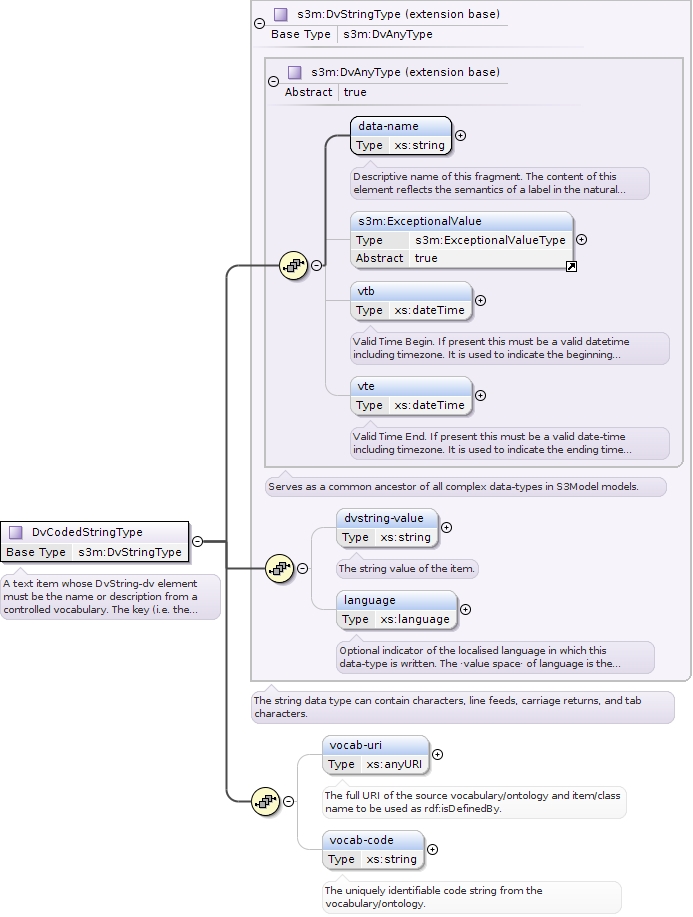 s3m:DvStringType (extension base)
Base Type s3m:DvAnyType
s3m:DvAnyType (extension base)
Abstract true
data-name
Type xs:string
Descriptive name of this fragment. The content of this
element reflects the semantics of a label in the natural...
s3m:ExceptionalValue
Type s3m:ExceptionalValueType
Abstract true
vtb
Type xs:dateTime
Valid Time Begin. If present this must be a valid datetime
including timezone. It is used to indicate the beginning...
vte
Type xs:dateTime
Valid Time End. If present this must be a valid date-time
including timezone. It is used to indicate the ending time...
Serves as a common ancestor of all complex data-types in S3Model models.
DvCodedStringType
Base Type s3m:DvStringType
A text item whose DvString-dv element
must be the name or description from a
controlled vocabulary. The key (i.e. the...
dvstring-value
Type xs:string
The string value of the item.
language
Type xs:language
Optional indicator of the localised language in which this
data-type is written. The ·value space· of language is the...
The string data type can contain characters, line feeds, carriage returns, and tab
characters.
vocab-uri
Type xs:anyURI
The full URI of the source vocabulary/ontology and item/class
name to be used as rdf:isDefinedBy.
vocab-code
Type xs:string
The uniquely identifiable code string from the
vocabulary/ontology.